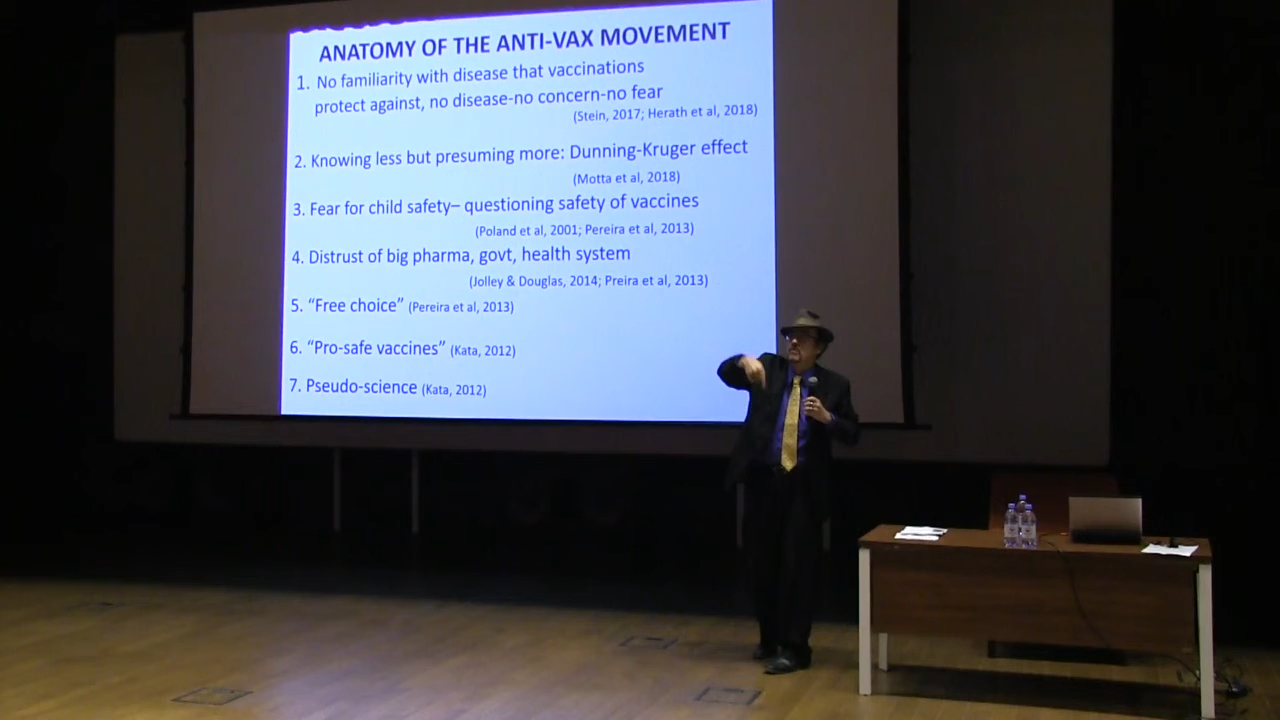 ANATOMY OF THE ANTI-VAX MOVEMENT
1. No familiarity with disease that vaccinations
protect against, no disease-no concern-no fear
(Stein, 2017; Herath et al, 2018)
2. Knowing less but presuming more: Dunning-Kruger effect
(Motta et al, 2018)
3. Fear for child safety– questioning safety of vaccines
(Poland et al, 2001; Pereira et al, 2013)
4. Distrust of big pharma, govt, health system
(Jolley & Douglas, 2014; Preira et al, 2013)
5. “Free choice” (Pereira et al, 2013)
6. “Pro-safe vaccines” (Kata, 2012)
7. Pseudo-science (Kata, 2012)